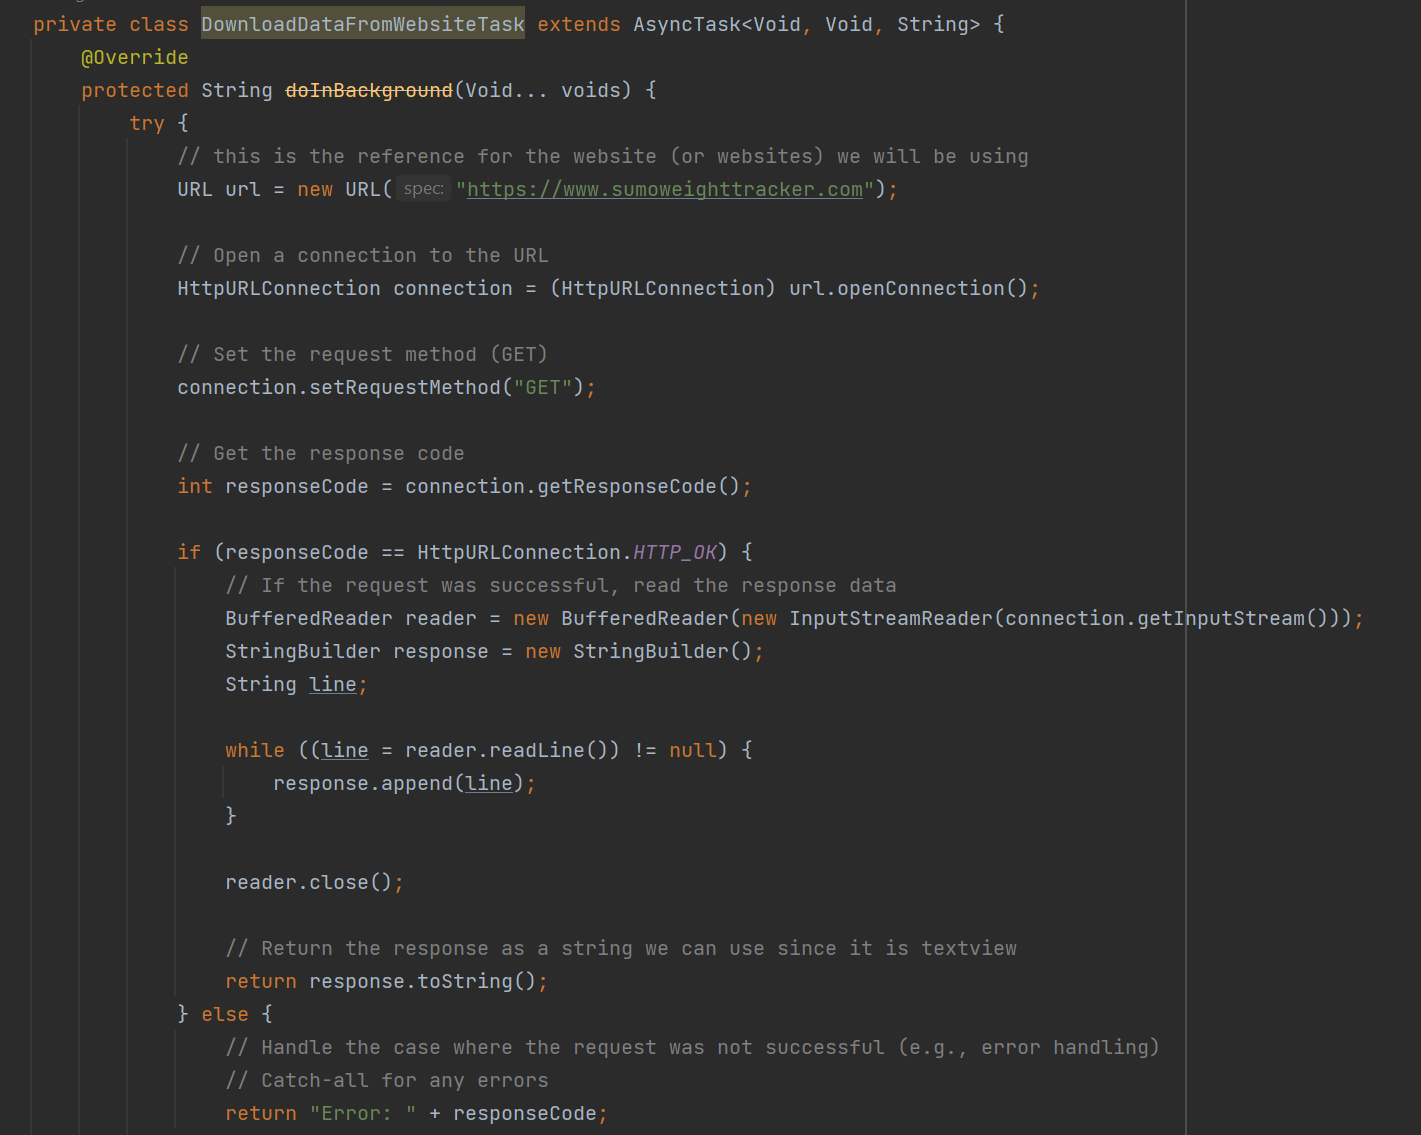 private class DownloadDataFromWebsiteTask extends AsyncTask<Void, Void, String> {
@Override
protected String doInBackground(Void... voids) {
try {
// this is the reference for the website (or websites) we will be using
URL url = new URL( spec: "https://www.sumoweighttracker.com");
// Open a connection to the URL
HttpURLConnection connection = (HttpURLConnection) url.openConnection();
// Set the request method (GET)
connection.setRequestMethod("GET");
// Get the response code
int responseCode = connection.getResponseCode();
if (responseCode == HttpURLConnection.HTTP_OK) {
// If the request was successful, read the response data
BufferedReader reader = new BufferedReader(new InputStreamReader(connection.getInputStream()));
StringBuilder response = new StringBuilder();
String line;
while ((line = reader.readLine()) != null) {
response.append(line);
}
reader.close();
// Return the response as a string we can use since it is textview
return response.toString();
} else {
// Handle the case where the request was not successful (e.g., error handling)
// Catch-all for any errors
return "Error: " + responseCode;